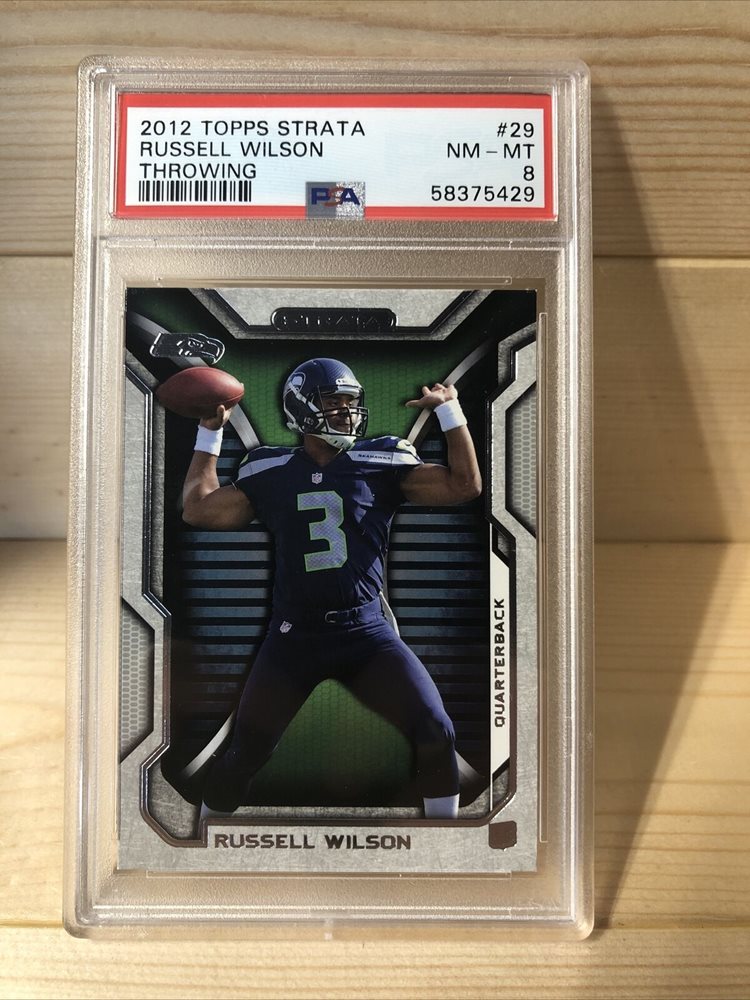 2012 TOPPS STRATA #29
RUSSELL WILSON NM – MT
THROWING 8
PSA 58375429
STRATA
SEAHAWKS
3
QUARTERBACK
RUSSELL WILSON